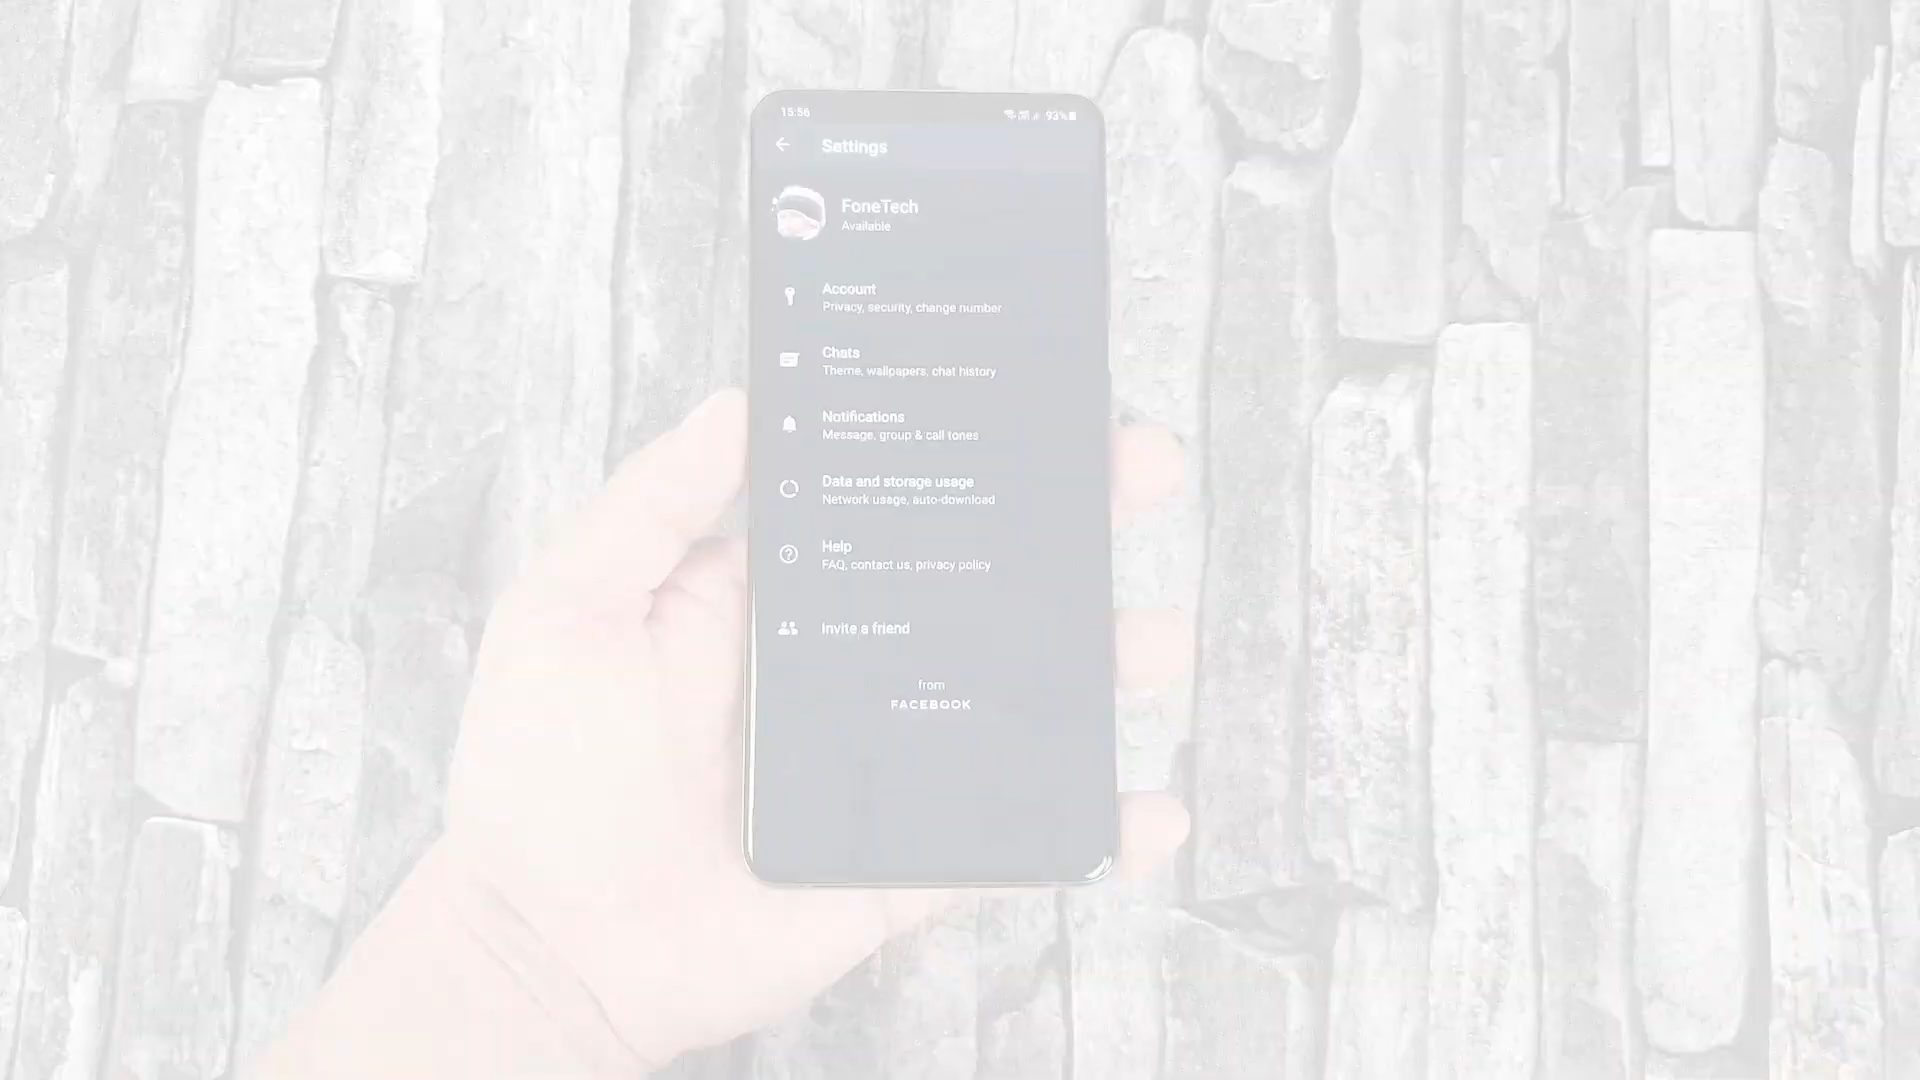 15:56
93%
Settings
FoneTech
Available
Account
Privacy, security, change number
Chats
Theme, wallpapers, chat history
Notifications
Message, group & call tones
Data and storage usage
Network usage, auto-download
Help
FAQ, contact us, privacy policy
Invite a friend
from
FACEBOOK